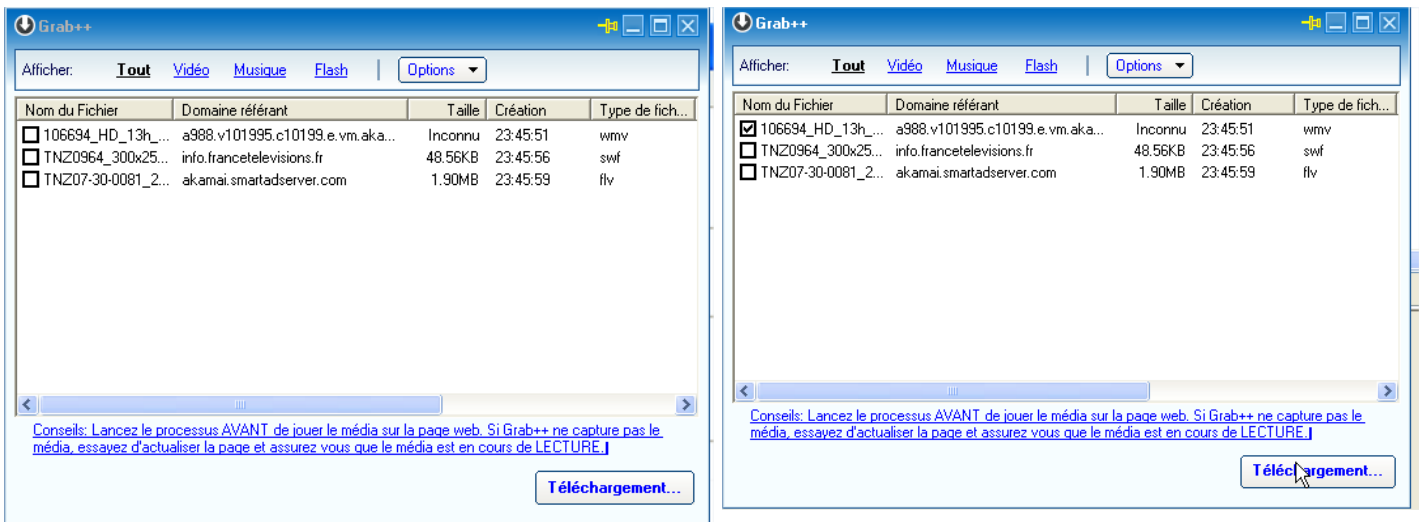 Grab++
Afficher: Tout Vidéo Musique Flash | Options
Nom du Fichier Domaine référant Taille Création Type de fich...
106694_HD_13h_... a988.v101995.c10199.e.vm.aka... Inconnu 23:45:51 wmv
TNZ0964_300x25... info.francetelevisions.fr 48.56KB 23:45:56 swf
TNZ07-30-0081_2... akamai.smartadserver.com 1.90MB 23:45:59 flv
Conseils: Lancez le processus AVANT de jouer le média sur la page web. Si Grab++ ne capture pas le
média, essayez d'actualiser la page et assurez vous que le média est en cours de LECTURE.
Téléchargement...
Grab++
Afficher: Tout Vidéo Musique Flash | Options
Nom du Fichier Domaine référant Taille Création Type de fich...
106694_HD_13h_... a988.v101995.c10199.e.vm.aka... Inconnu 23:45:51 wmv
TNZ0964_300x25... info.francetelevisions.fr 48.56KB 23:45:56 swf
TNZ07-30-0081_2... akamai.smartadserver.com 1.90MB 23:45:59 flv
Conseils: Lancez le processus AVANT de jouer le média sur la page web. Si Grab++ ne capture pas le
média, essayez d'actualiser la page et assurez vous que le média est en cours de LECTURE.
Téléchargement...